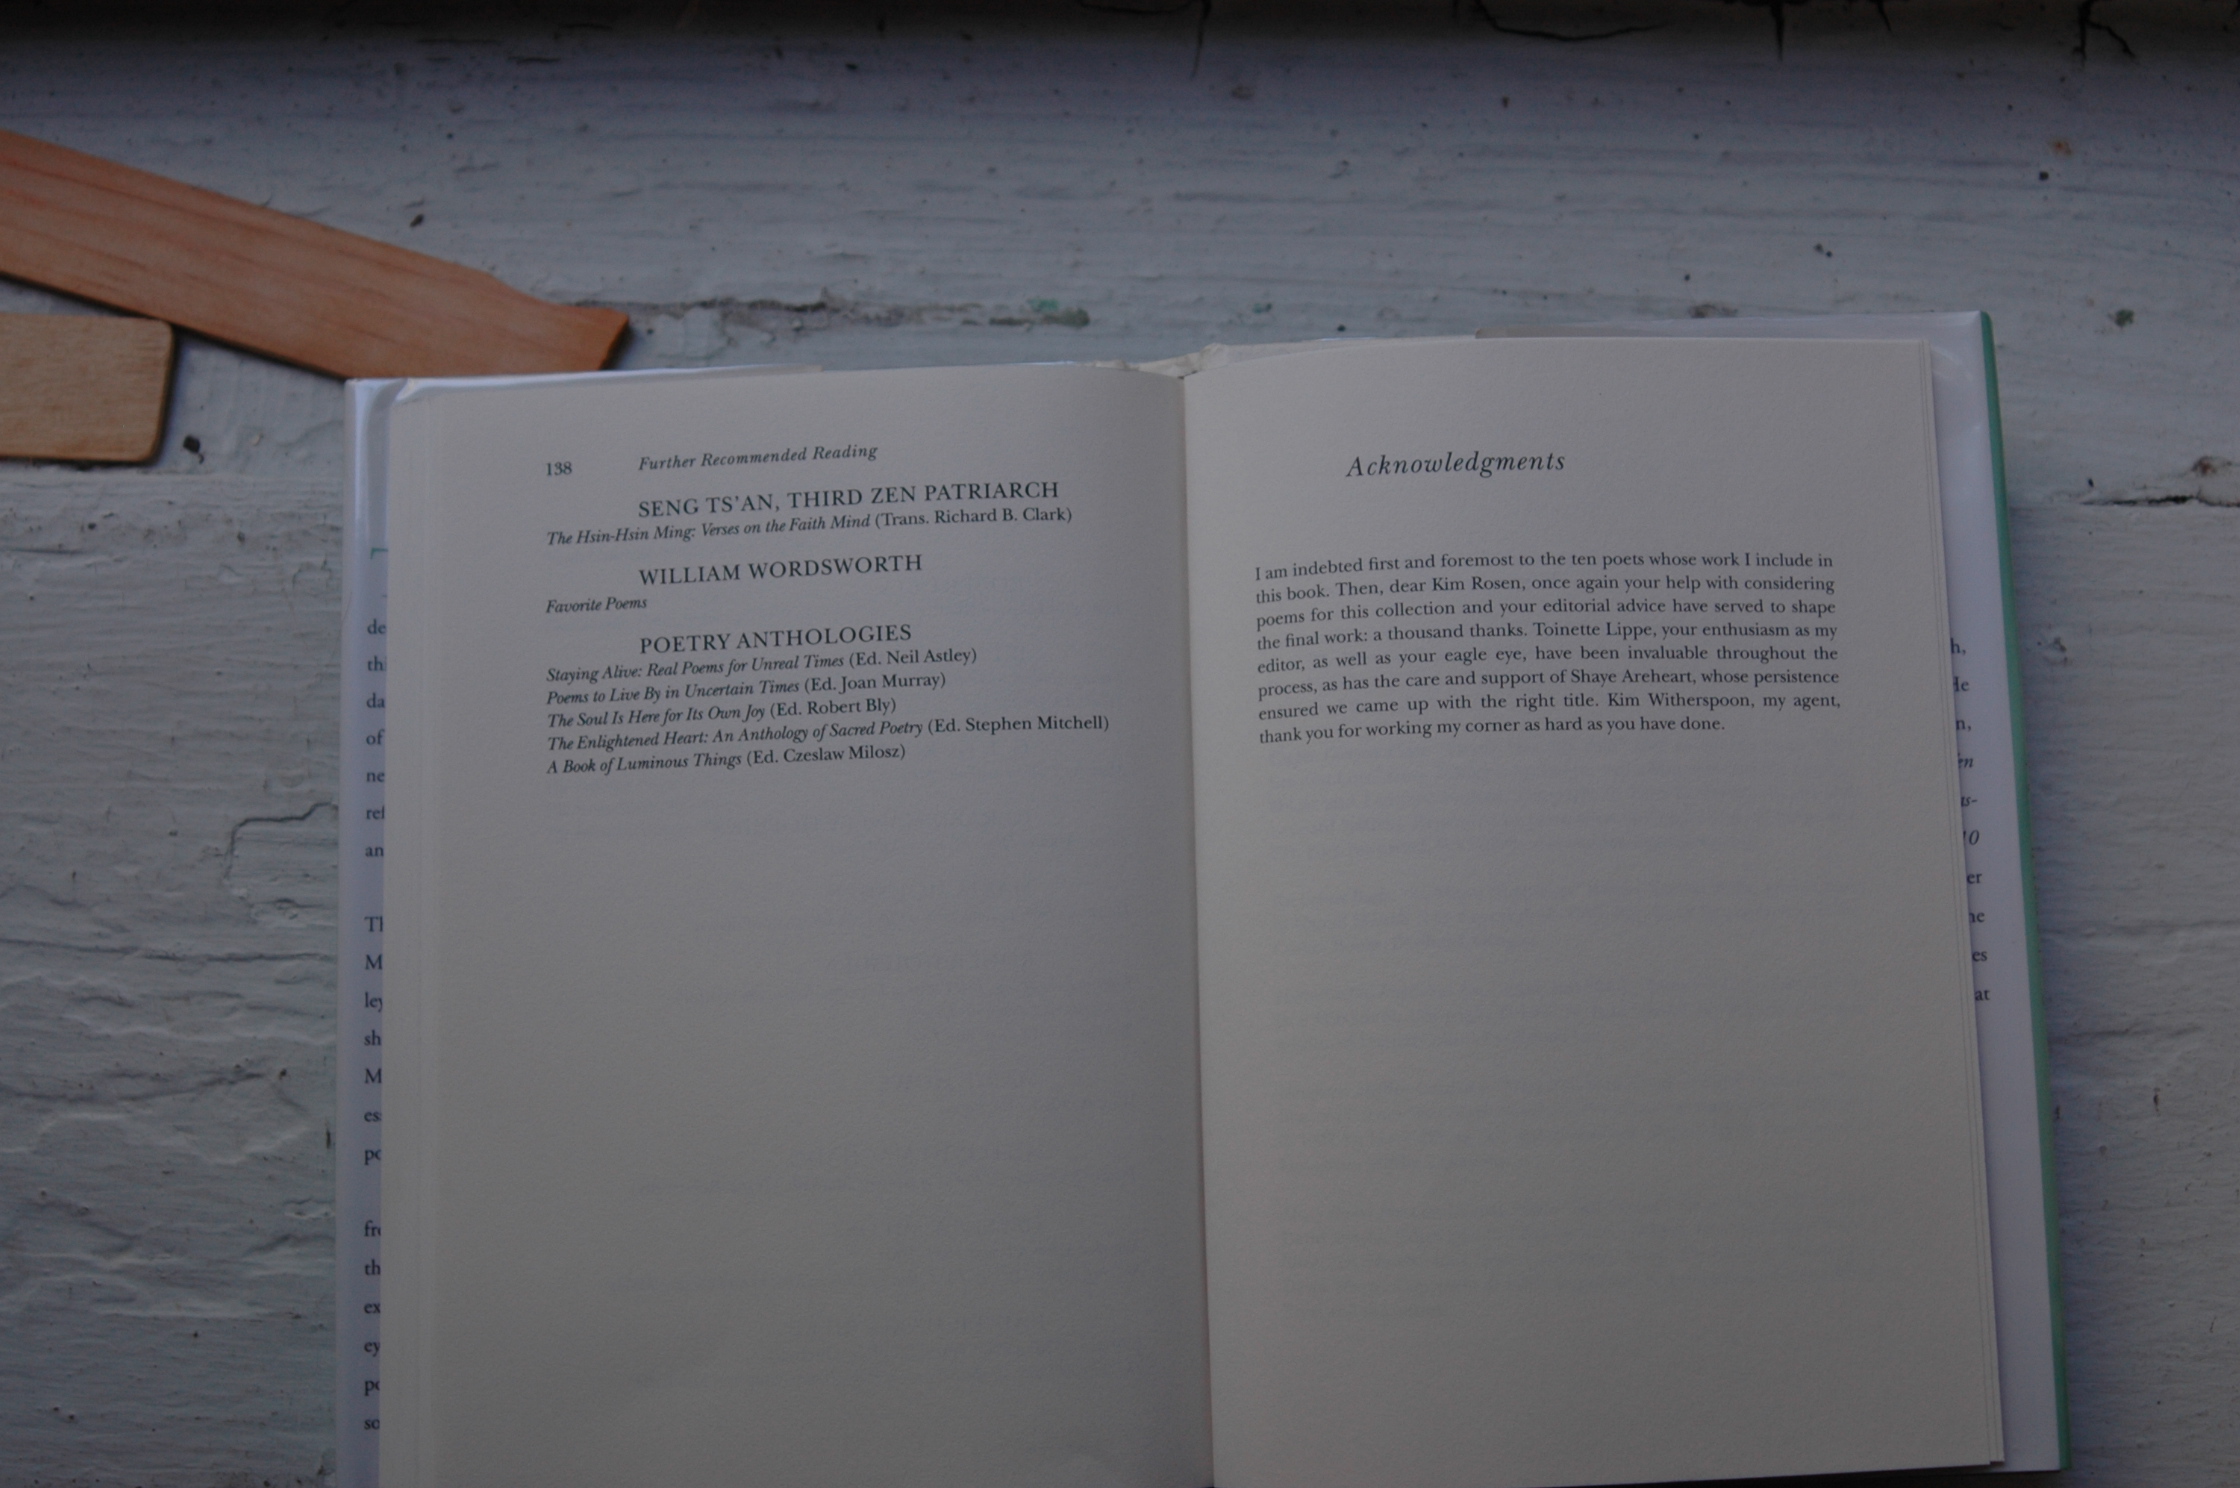 138 Further Recommended Reading
SENG TS'AN, THIRD ZEN PATRIARCH
The Hsin-Hsin Ming: Verses on the Faith Mind (Trans. Richard B. Clark)
WILLIAM WORDSWORTH
Favorite Poems
POETRY ANTHOLOGIES
Staying Alive: Real Poems for Unreal Times (Ed. Neil Astley)
Poems to Live By in Uncertain Times (Ed. Joan Murray)
The Soul Is Here for Its Own Joy (Ed. Robert Bly)
The Enlightened Heart: An Anthology of Sacred Poetry (Ed. Stephen Mitchell)
A Book of Luminous Things (Ed. Czeslaw Milosz)
Acknowledgments
I am indebted first and foremost to the ten poets whose work I include in
this book. Then, dear Kim Rosen, once again your help with considering
poems for this collection and your editorial advice have served to shape
the final work: a thousand thanks. Toinette Lippe, your enthusiasm as my
editor, as well as your eagle eye, have been invaluable throughout the
process, as has the care and support of Shaye Areheart, whose persistence
ensured we came up with the right title. Kim Witherspoon, my agent,
thank you for working my corner as hard as you have done.